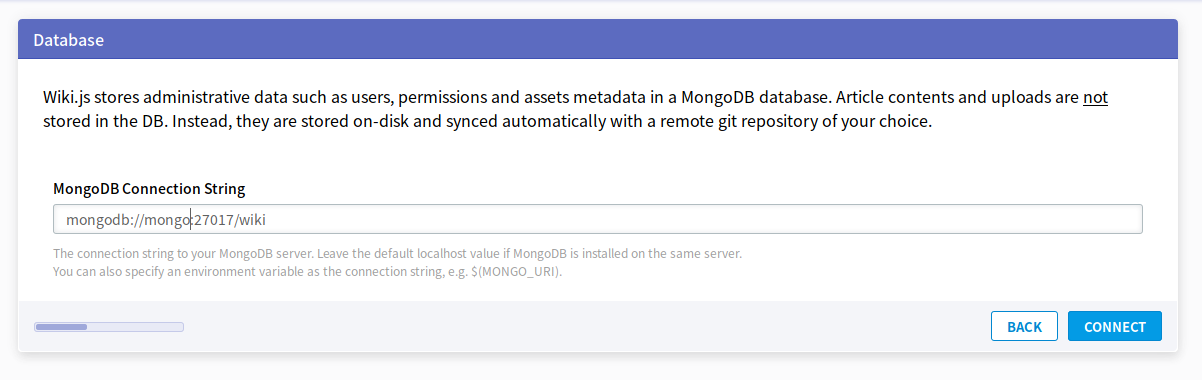 Database
Wiki.js stores administrative data such as users, permissions and assets metadata in a MongoDB database. Article contents and uploads are not
stored in the DB. Instead, they are stored on-disk and synced automatically with a remote git repository of your choice.
MongoDB Connection String
mongodb://mongo:27017/wiki
The connection string to your MongoDB server. Leave the default localhost value if MongoDB is installed on the same server.
You can also specify an environment variable as the connection string, e.g. $(MONGO_URI).
BACK
CONNECT